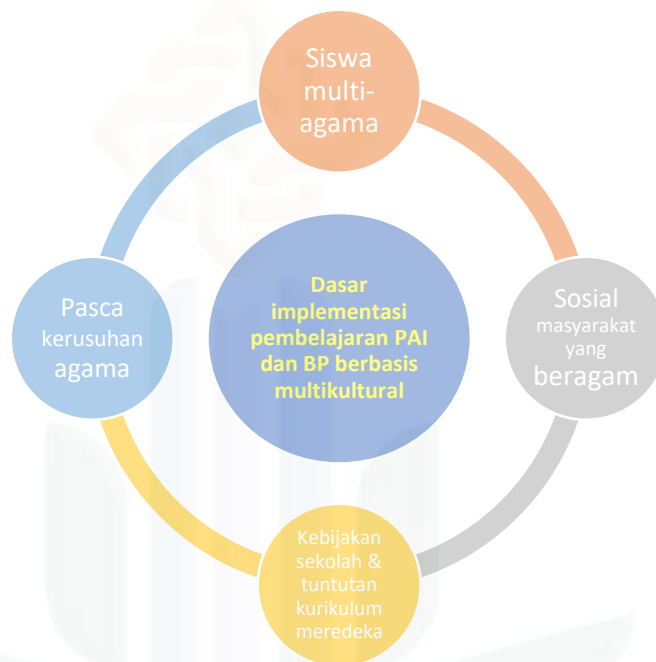 Siswa
multi-
agama
Dasar
implementasi
pembelajaran PAI
dan BP berbasis
multikultural
Pasca
kerusuhan
agama
Sosial
masyarakat
yang
beragam
Kebijakan
sekolah &
tuntutan
kurikulum
meredeka